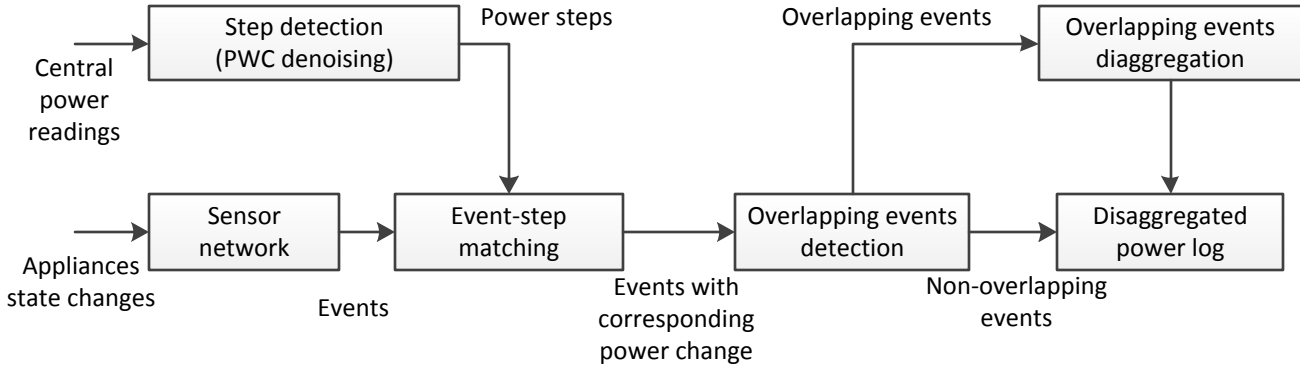 Power steps
Overlapping events
Step detection
(PWC denoising)
Overlapping events
diaggregation
Central
power
readings
Sensor
network
Event-step
matching
Overlapping events
detection
Disaggregated
power log
Appliances
state changes
Events
Events with
corresponding
power change
Non-overlapping
events